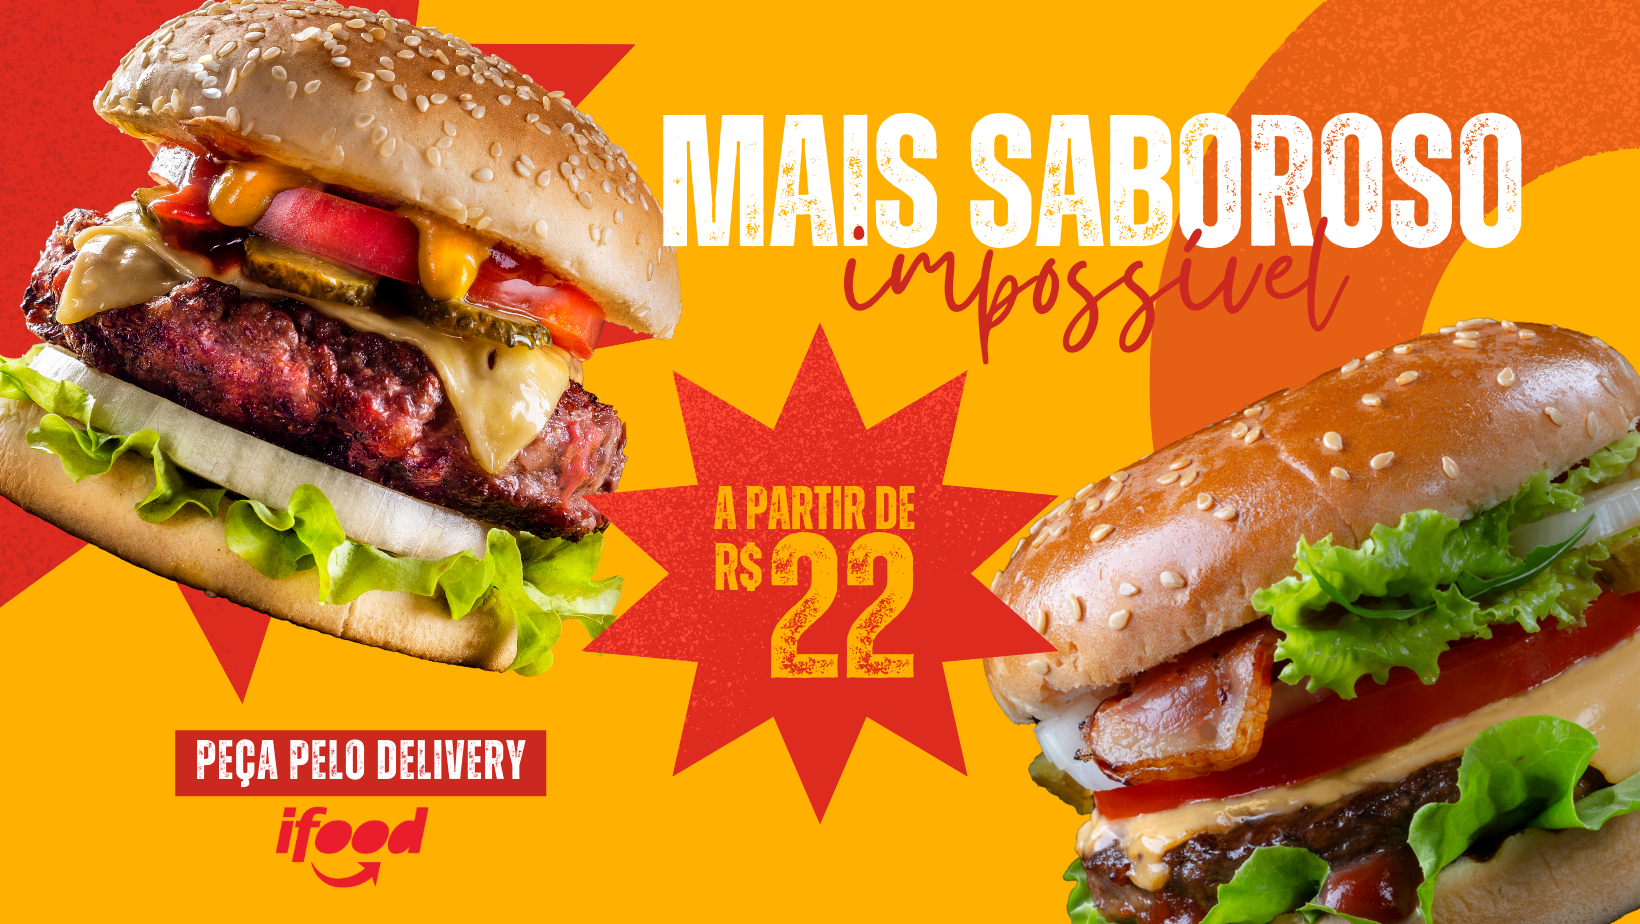 MAIS SABOROSO
impossível
A PARTIR DE
R$ 22
PEÇA PELO DELIVERY
ifood